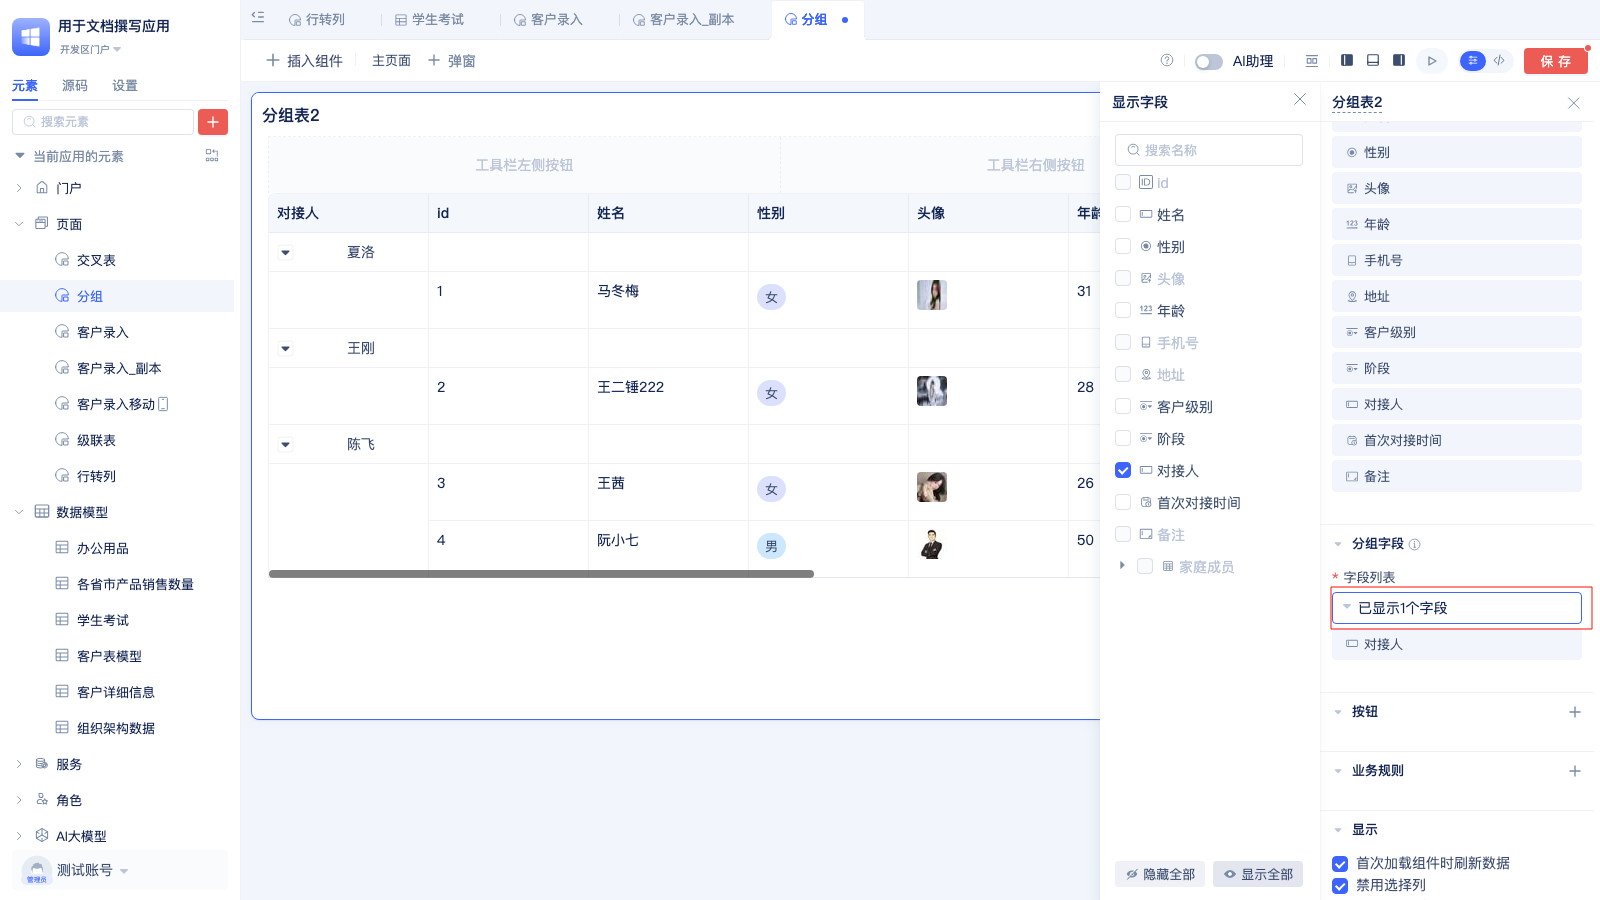 用于文档撰写应用
开发区门户
元素 源码 设置
搜索元素
当前应用的元素
门户
页面
交叉表
分组
客户录入
客户录入_副本
客户录入移动
级联表
行转列
数据模型
办公用品
各省市产品销售数量
学生考试
客户表模型
客户详细信息
组织架构数据
服务
角色
AI大模型
测试账号
管理员
行转列 学生考试 客户录入 客户录入_副本 分组
插入组件 主页面 弹窗
AI助理
保存
分组表2
工具栏左侧按钮 工具栏右侧按钮
对接人 id 姓名 性别 头像 年龄
夏洛
1 马冬梅 女 31
王刚
2 王二锤222 女 28
陈飞
3 王茜 女 26
4 阮小七 男 50
显示字段
搜索名称
id
姓名
性别
头像
年龄
手机号
地址
客户级别
阶段
对接人
首次对接时间
备注
家庭成员
隐藏全部 显示全部
分组表2
性别
头像
年龄
手机号
地址
客户级别
阶段
对接人
首次对接时间
备注
分组字段
* 字段列表
已显示1个字段
对接人
按钮
业务规则
显示
首次加载组件时刷新数据
禁用选择列